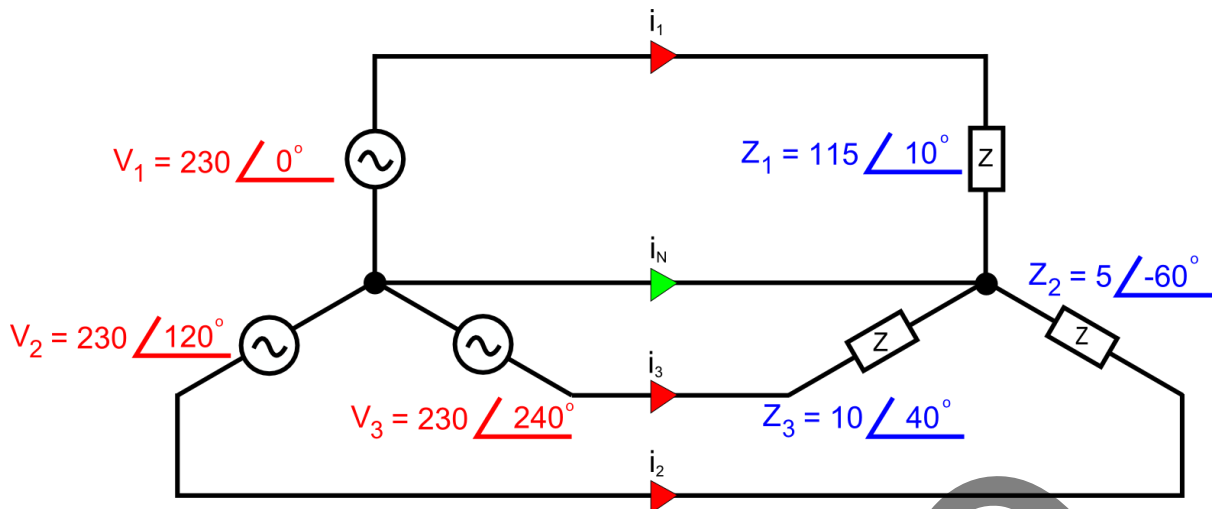 i₁
V₁ = 230 ∠ 0°
Z₁ = 115 ∠ 10°
Z
i_N
Z₂ = 5 ∠ -60°
V₂ = 230 ∠ 120°
Z
Z
i₃
V₃ = 230 ∠ 240°
Z₃ = 10 ∠ 40°
i₂